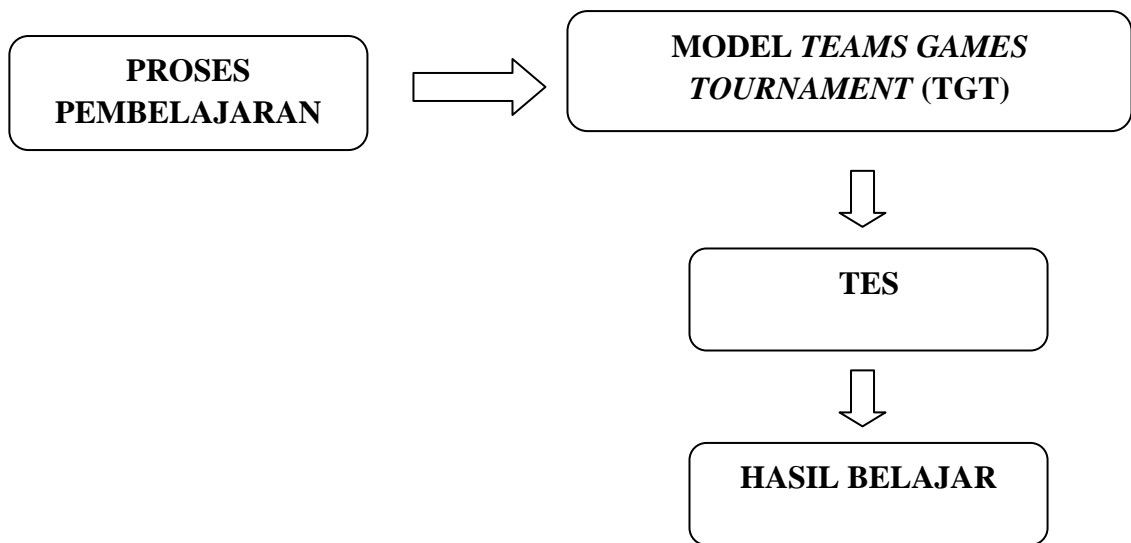 PROSES
PEMBELAJARAN
MODEL TEAMS GAMES
TOURNAMENT (TGT)
TES
HASIL BELAJAR